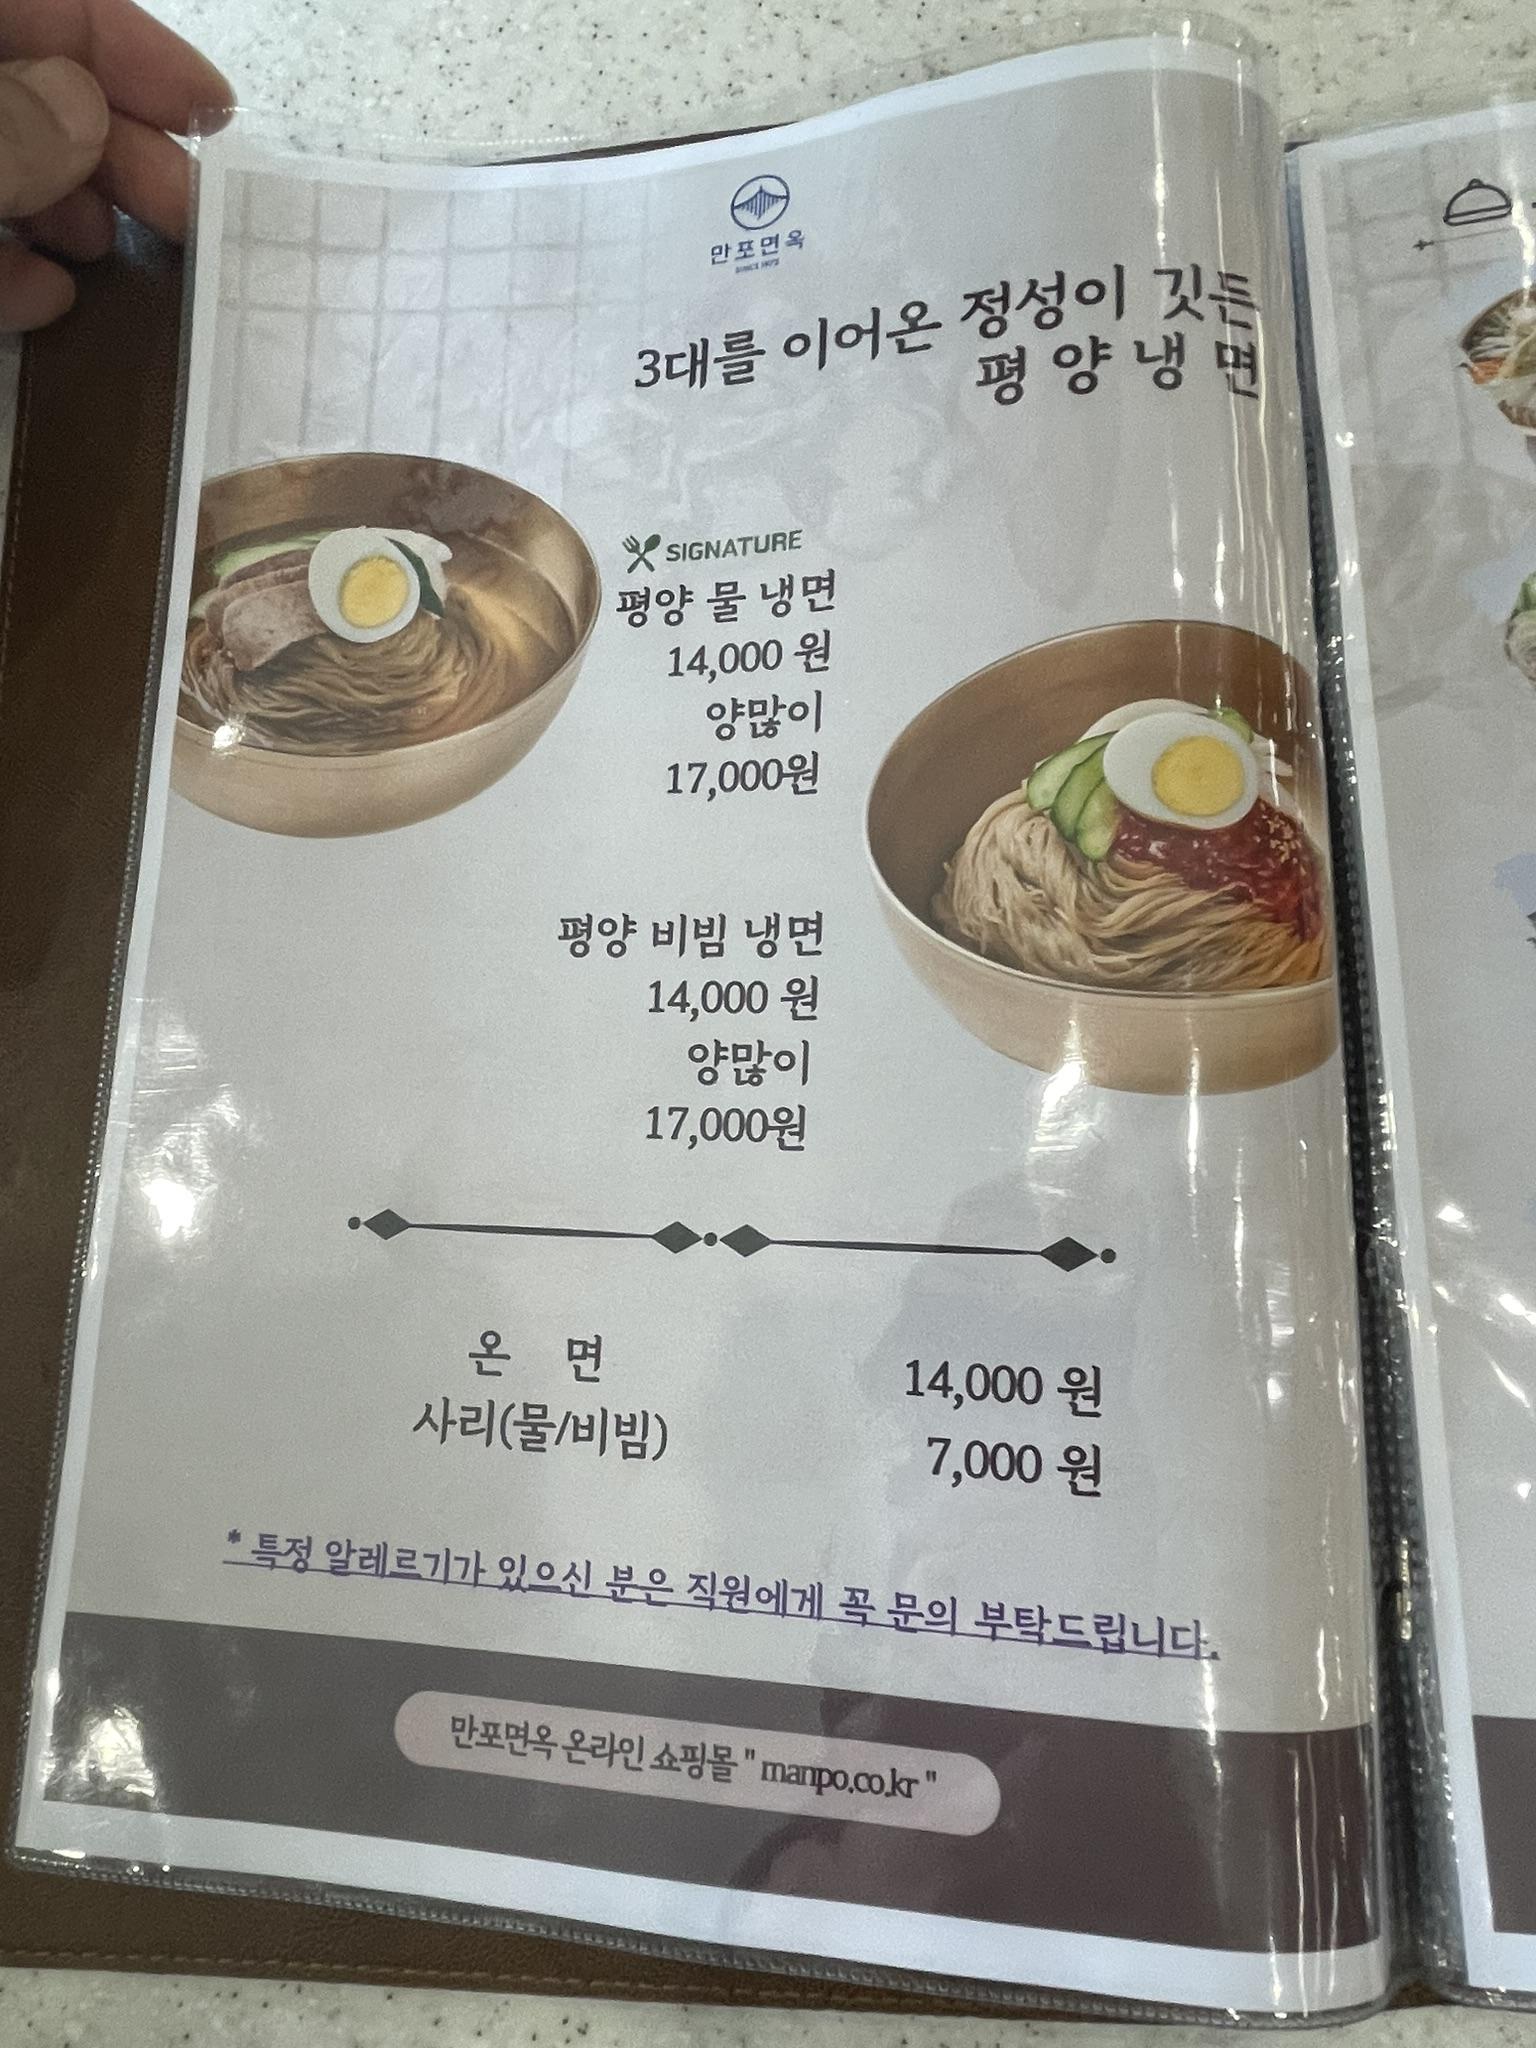 만포면옥
SINCE 1972
3대를 이어온 정성이 깃든
평양냉면
SIGNATURE
평양 물 냉면
14,000 원
양많이
17,000원
평양 비빔 냉면
14,000 원
양많이
17,000원
온 면 14,000 원
사리(물/비빔) 7,000 원
* 특정 알레르기가 있으신 분은 직원에게 꼭 문의 부탁드립니다.
만포면옥 온라인 쇼핑몰 " manpo.co.kr "